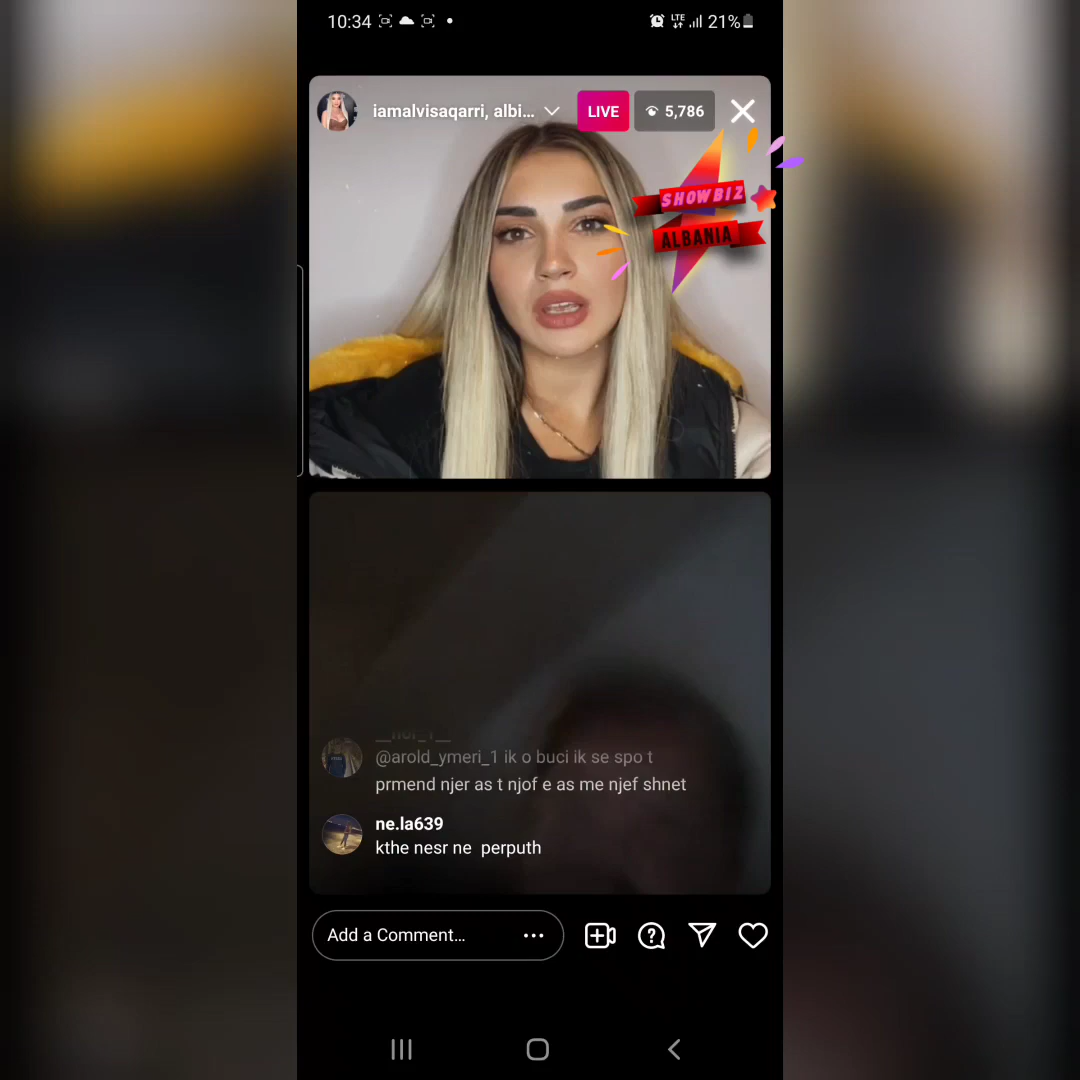 10:34
LTE
21%
iamalvisaqarri, albi...
LIVE
5,786
SHOWBIZ
ALBANIA
@arold_ymeri_1 ik o buci ik se spo t
prmend njer as t njof e as me njef shnet
ne.la639
kthe nesr ne perputh
Add a Comment...